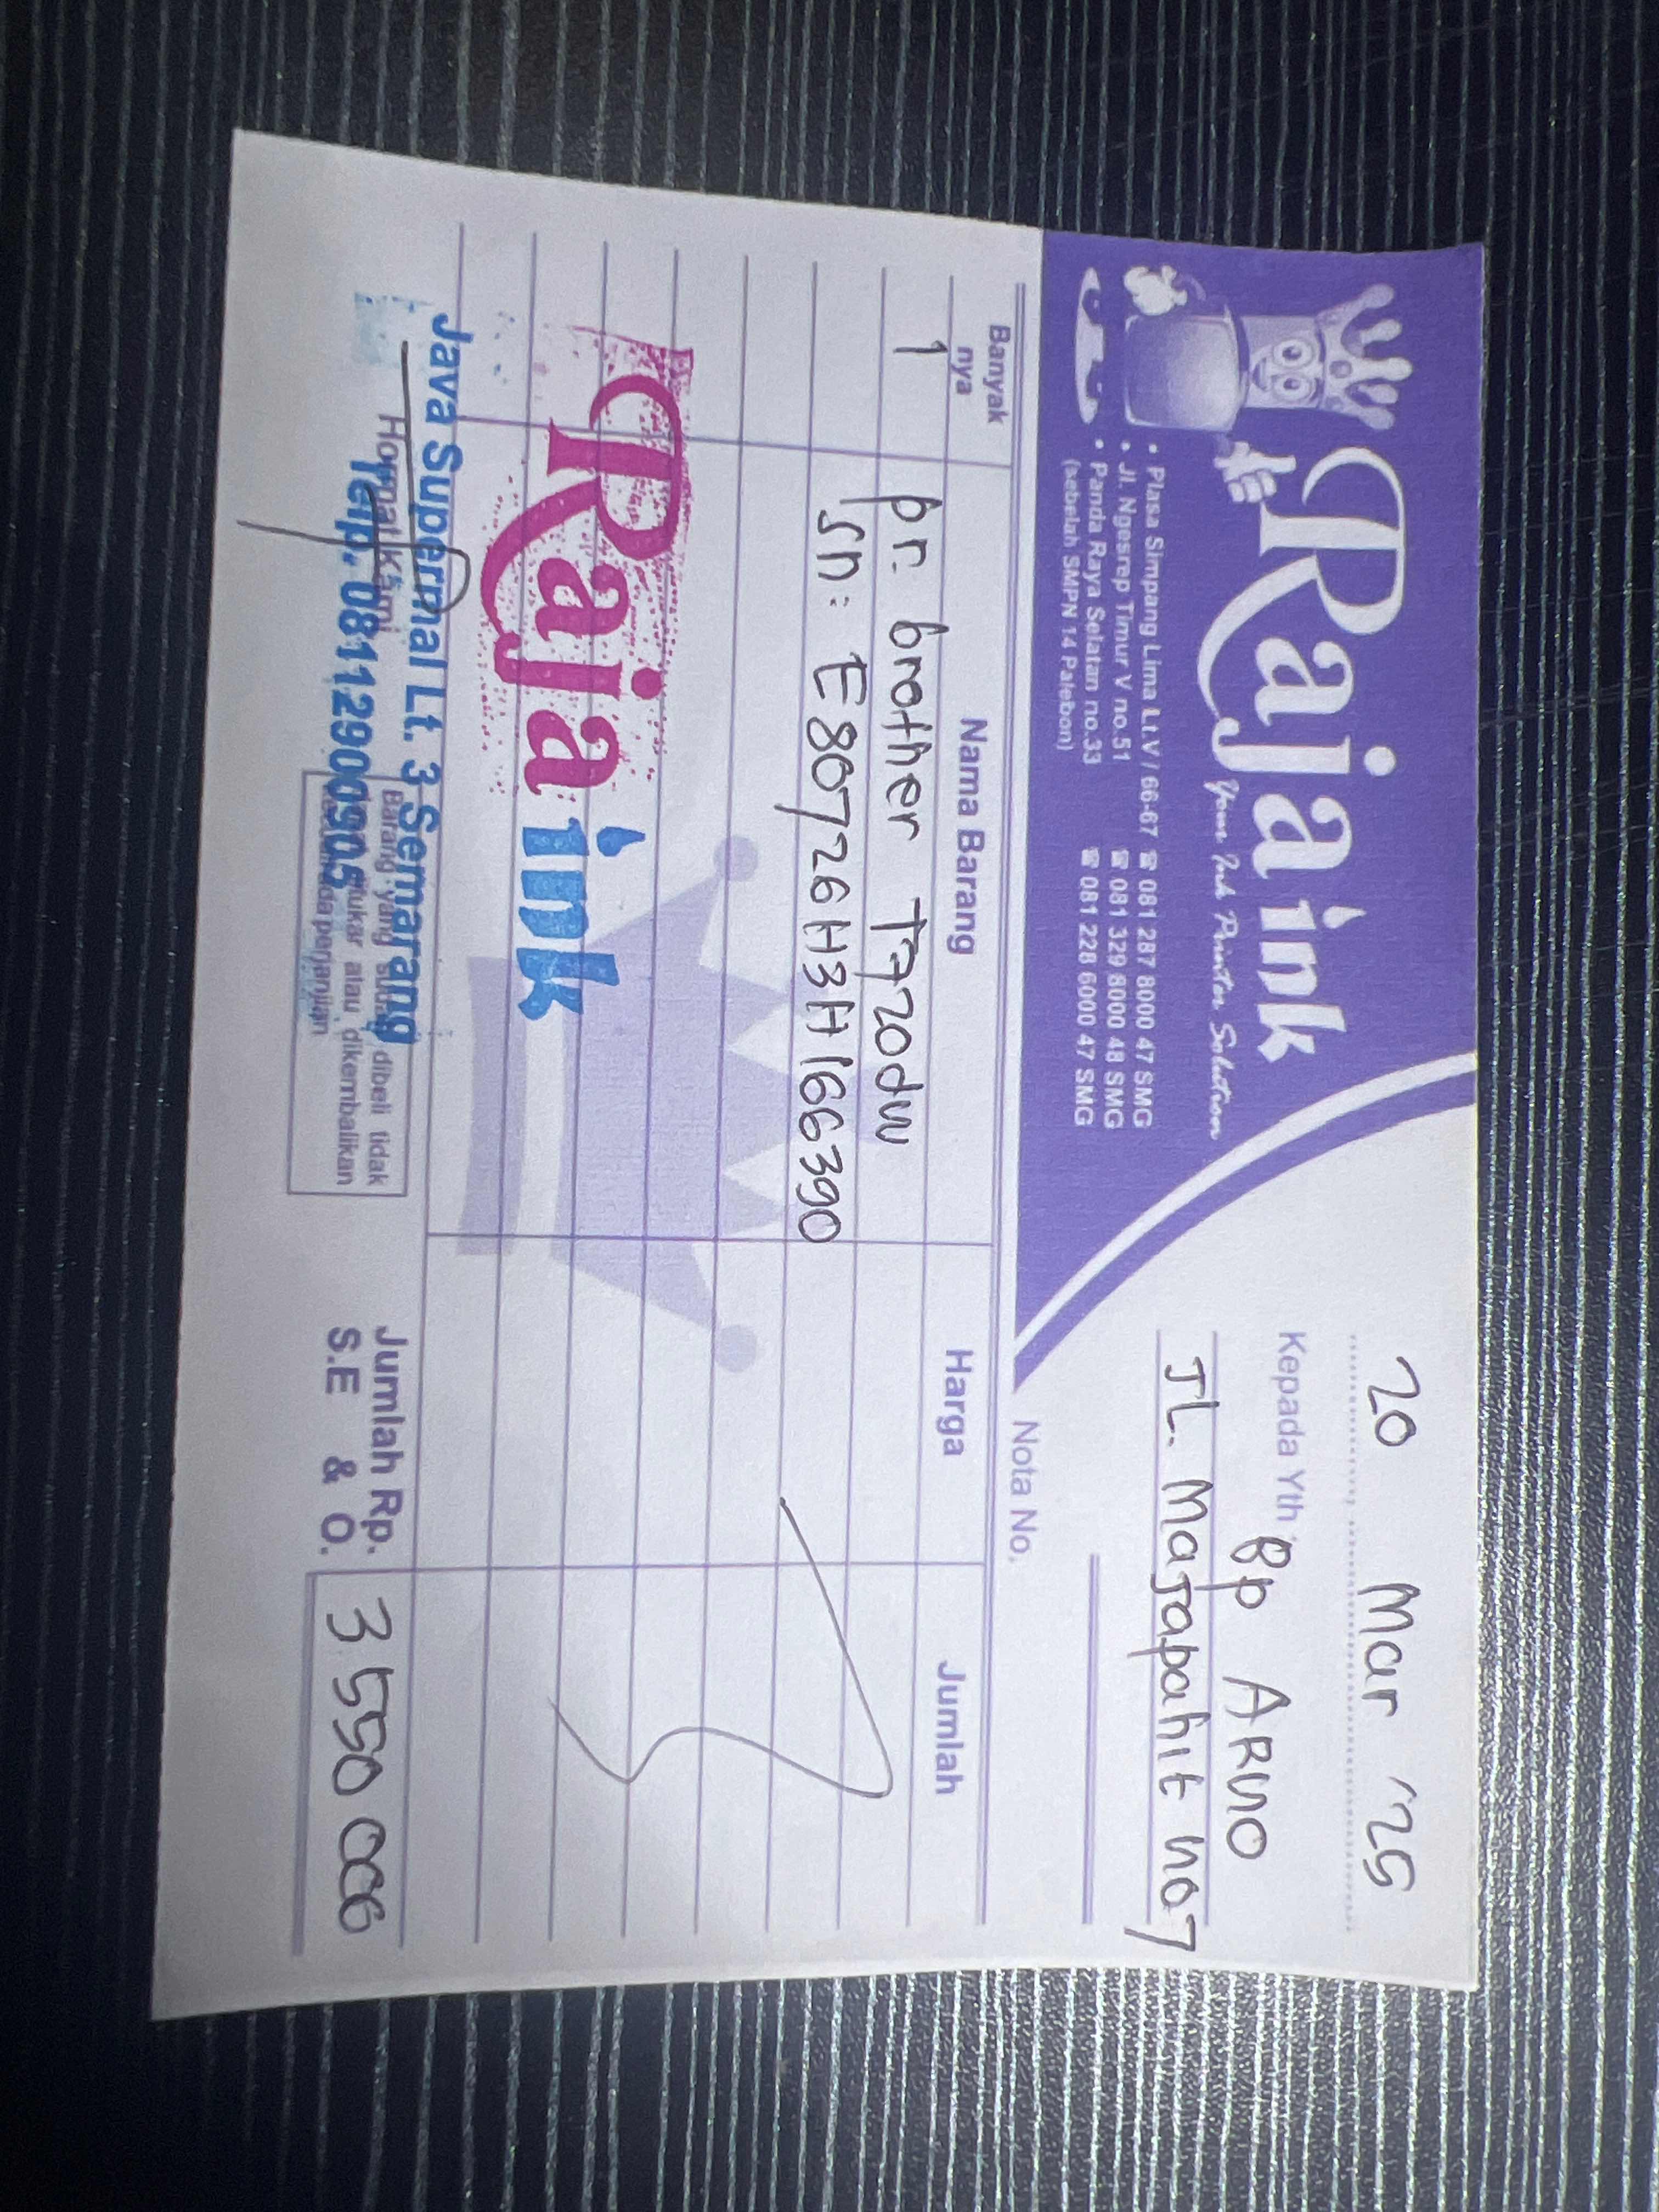 Raja ink
Your Ink Printer Solution
• Plasa Simpang Lima Lt.V / 66-67 ☎ 081 287 8000 47 SMG
• Jl. Ngesrep Timur V no.51 ☎ 081 329 8000 48 SMG
• Panda Raya Selatan no.33 ☎ 081 228 6000 47 SMG
(sebelah SMPN 14 Palebon)
20 Mar '25
Kepada Yth Bp ARNO
JL. Majapahit no 7
Nota No.
Banyak nya Nama Barang Harga Jumlah
1 pr: brother T720dw
sn: E80726H3H166390
Raja ink
Java Supermal Lt. 3 Semarang
Telp. 08112900905
Hormat Kami
Barang yang sudah dibeli tidak
ditukar atau dikembalikan
perjanjian
Jumlah Rp. 3 550 000
S.E & O.